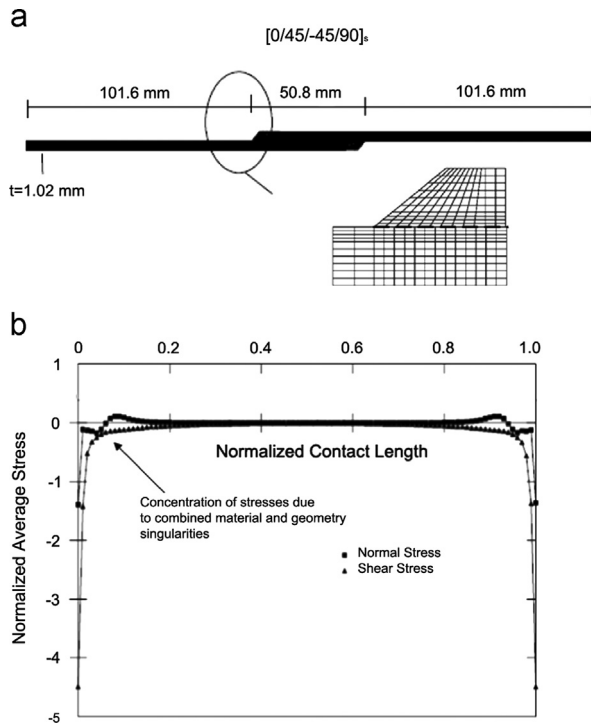 a
[0/45/-45/90]s
101.6 mm
50.8 mm
101.6 mm
t=1.02 mm
b
0
0.2
0.4
0.6
0.8
1.0
1
0
-1
-2
-3
-4
-5
Normalized Average Stress
Normalized Contact Length
Concentration of stresses due
to combined material and geometry
singularities
Normal Stress
Shear Stress